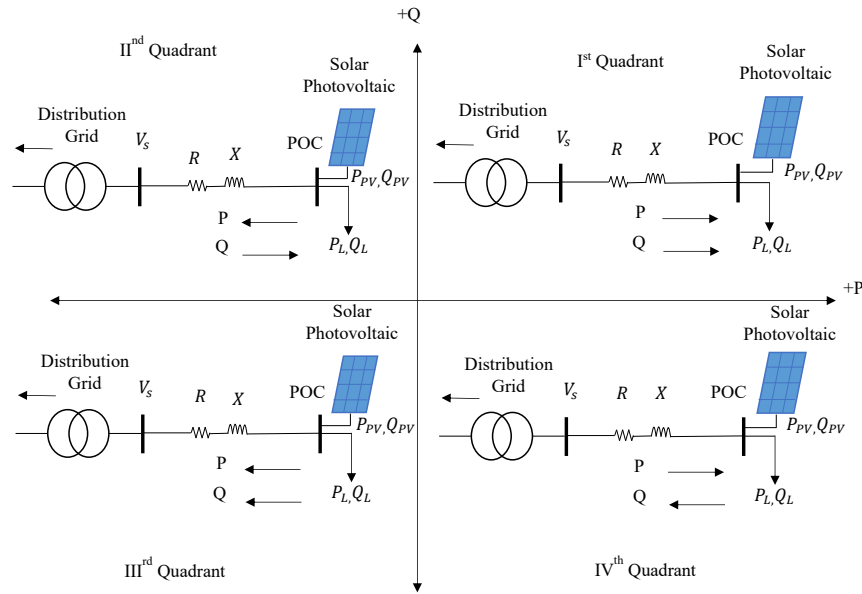 +Q
II^nd Quadrant
Solar
Photovoltaic
Distribution
Grid
V_s
R
X
POC
P_PV,Q_PV
P
Q
P_L,Q_L
I^st Quadrant
Solar
Photovoltaic
Distribution
Grid
V_s
R
X
POC
P_PV,Q_PV
P
Q
P_L,Q_L
+P
Solar
Photovoltaic
Distribution
Grid
V_s
R
X
POC
P_PV,Q_PV
P
Q
P_L,Q_L
III^rd Quadrant
Solar
Photovoltaic
Distribution
Grid
V_s
R
X
POC
P_PV,Q_PV
P
Q
P_L,Q_L
IV^th Quadrant